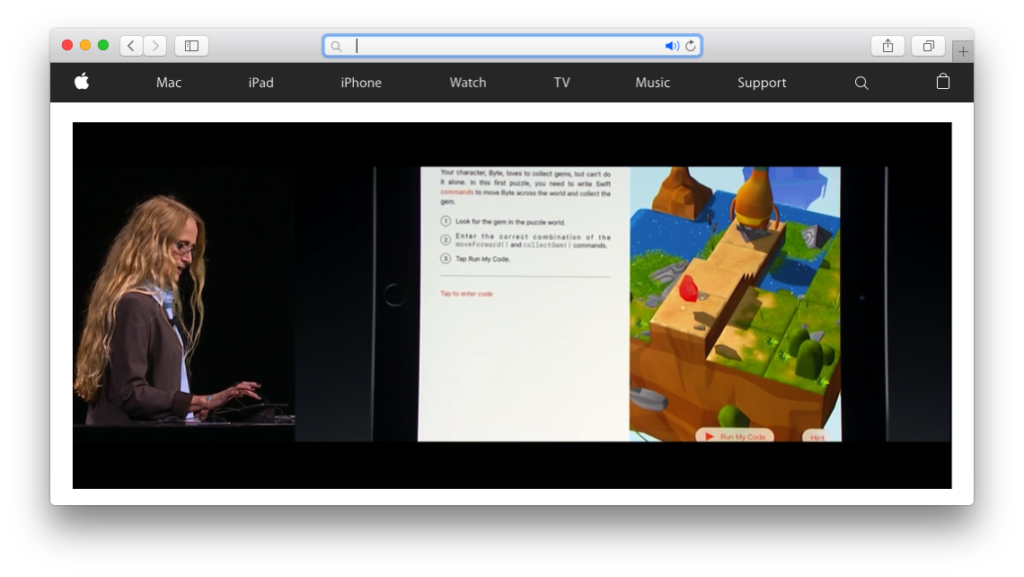 Mac iPad iPhone Watch TV Music Support
Your character, Byte, loves to collect gems, but can't do
it alone. In this first puzzle, you need to write Swift
commands to move Byte across the world and collect the
gem.
1 Look for the gem in the puzzle world.
2 Enter the correct combination of the
moveForward() and collectGem() commands.
3 Tap Run My Code.
Tap to enter code
Run My Code Hint